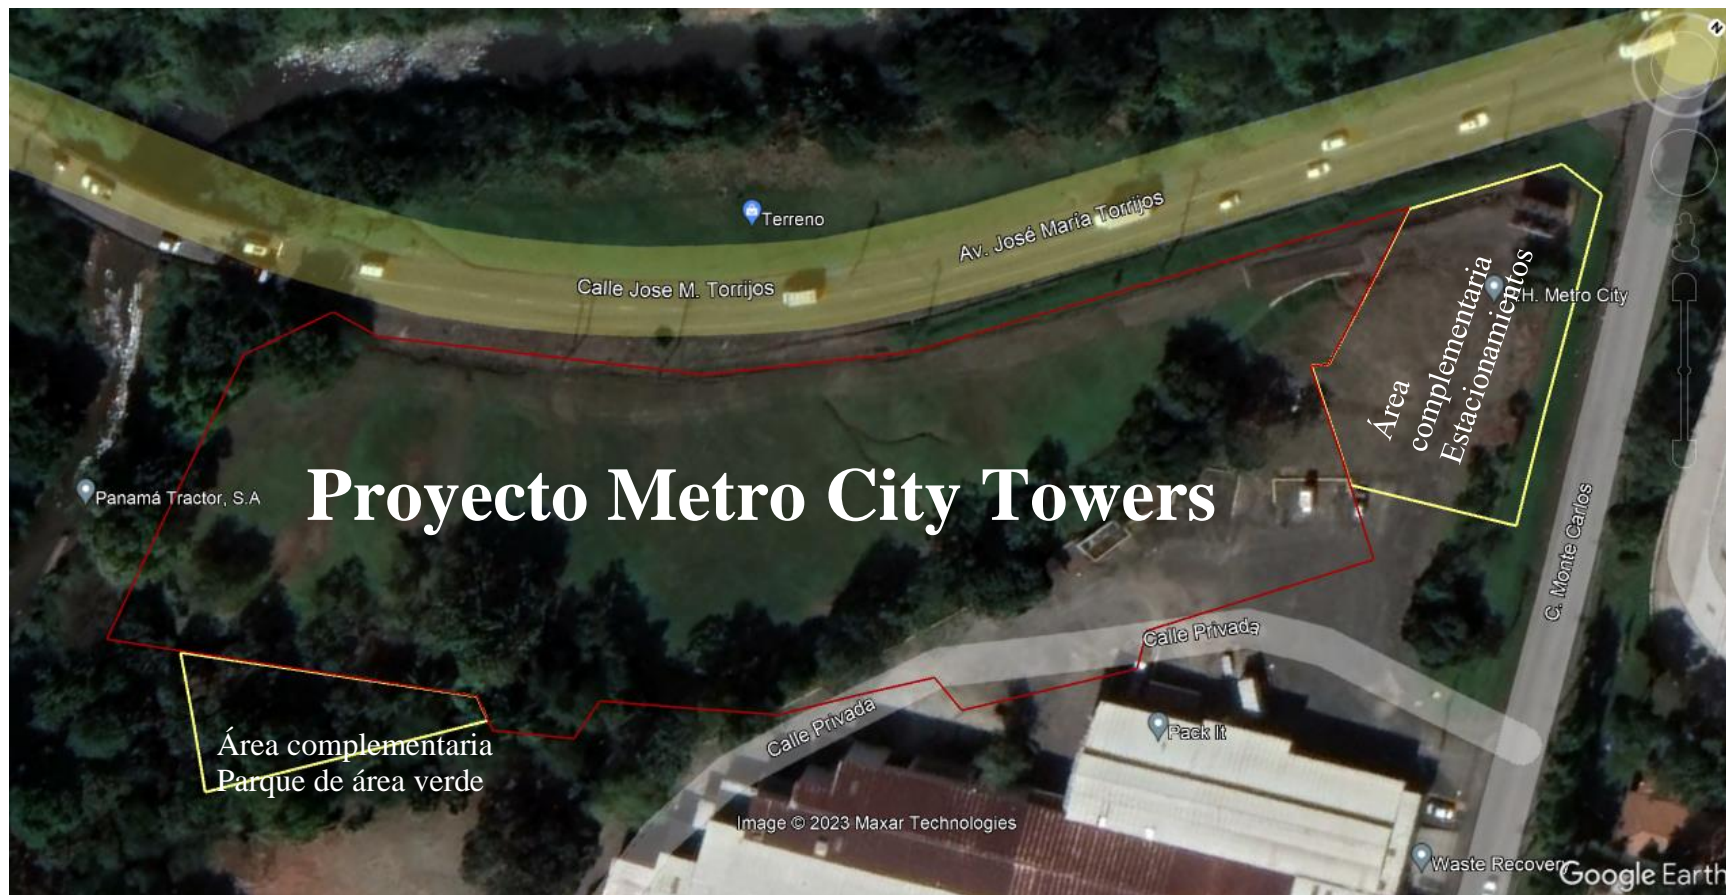 N
Terreno
Av. José María Torrijos
Calle Jose M. Torrijos
P.H. Metro City
Área
complementaria
Estacionamientos
Proyecto Metro City Towers
Panamá Tractor, S.A
C. Monte Carlos
Calle Privada
Calle Privada
Área complementaria
Parque de área verde
Pack It
Image © 2023 Maxar Technologies
Waste Recovery
Google Earth